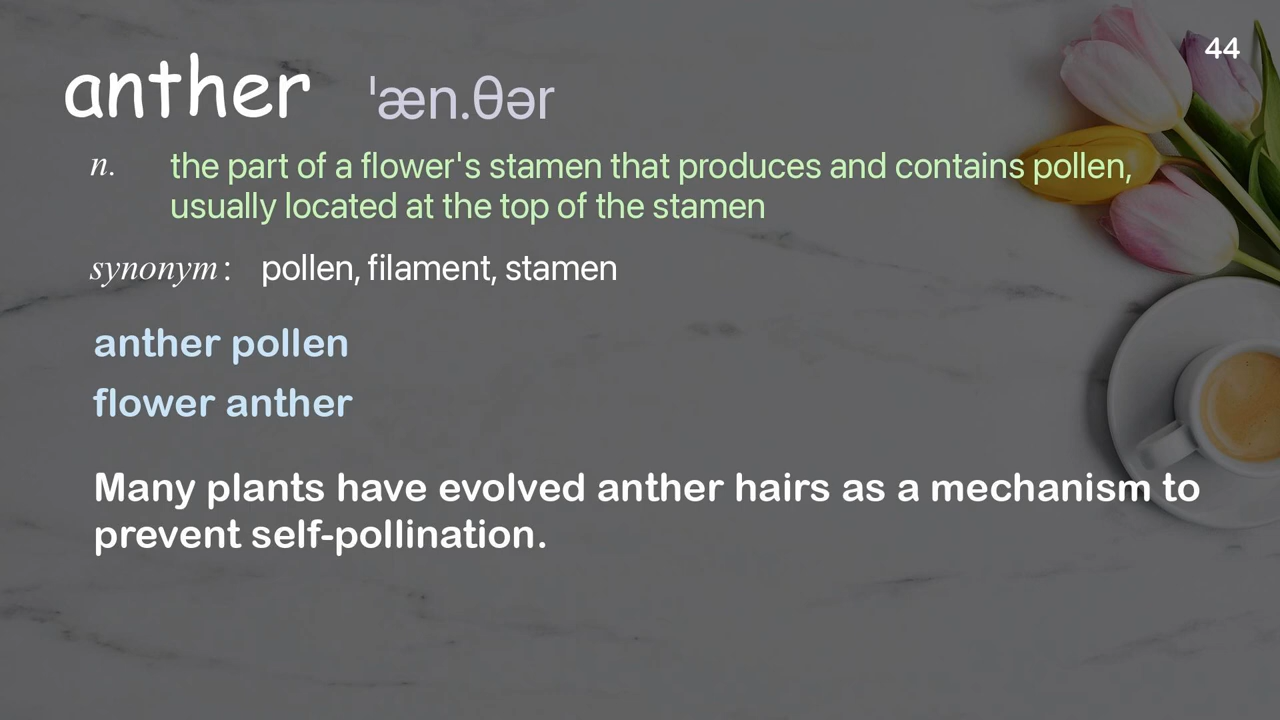 44
anther ˈæn.θər
n. the part of a flower's stamen that produces and contains pollen,
usually located at the top of the stamen
synonym: pollen, filament, stamen
anther pollen
flower anther
Many plants have evolved anther hairs as a mechanism to
prevent self-pollination.